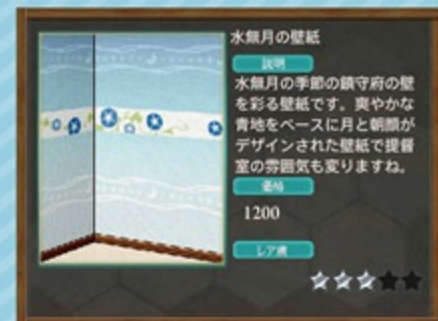 水無月の壁紙
説明
水無月の季節の鎮守府の壁
を彩る壁紙です。爽やかな
青地をベースに月と朝顔が
デザインされた壁紙で提督
室の雰囲気も変りますね。
価格
1200
レア度